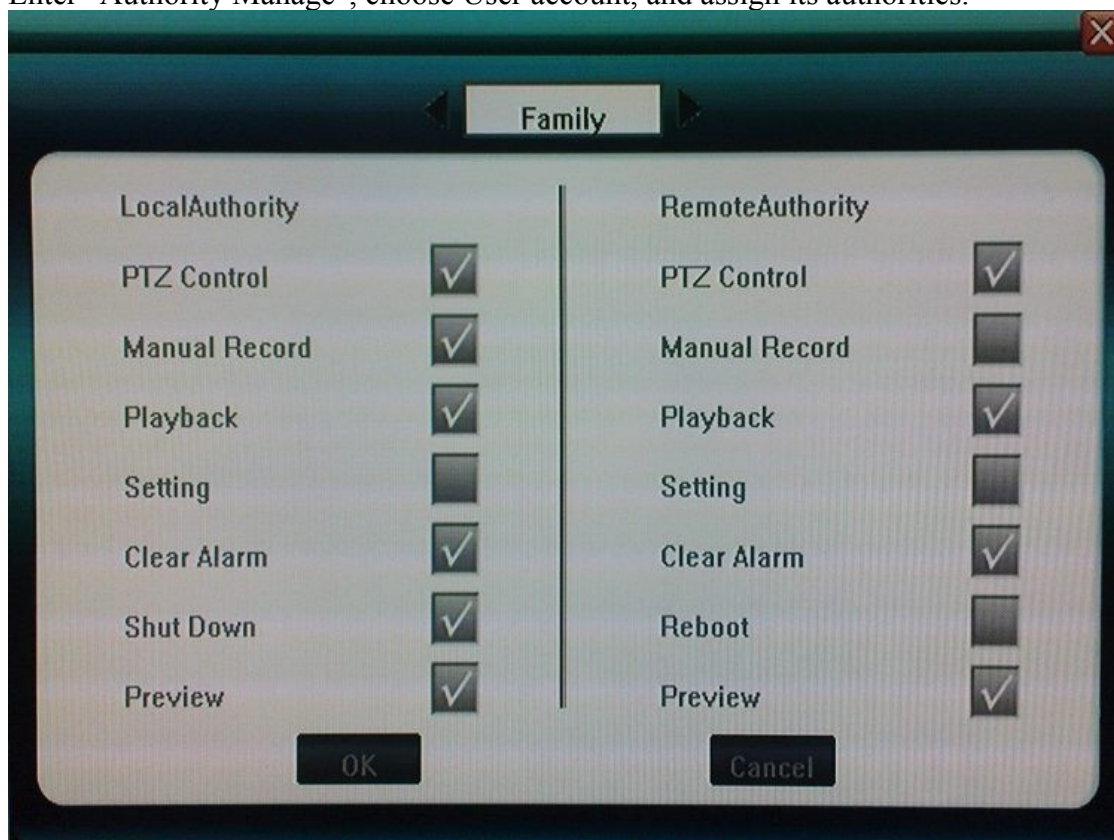 Enter "Authority Manage", choose User account, and assign its authorities.
Family
LocalAuthority
PTZ Control
Manual Record
Playback
Setting
Clear Alarm
Shut Down
Preview
RemoteAuthority
PTZ Control
Manual Record
Playback
Setting
Clear Alarm
Reboot
Preview
OK
Cancel